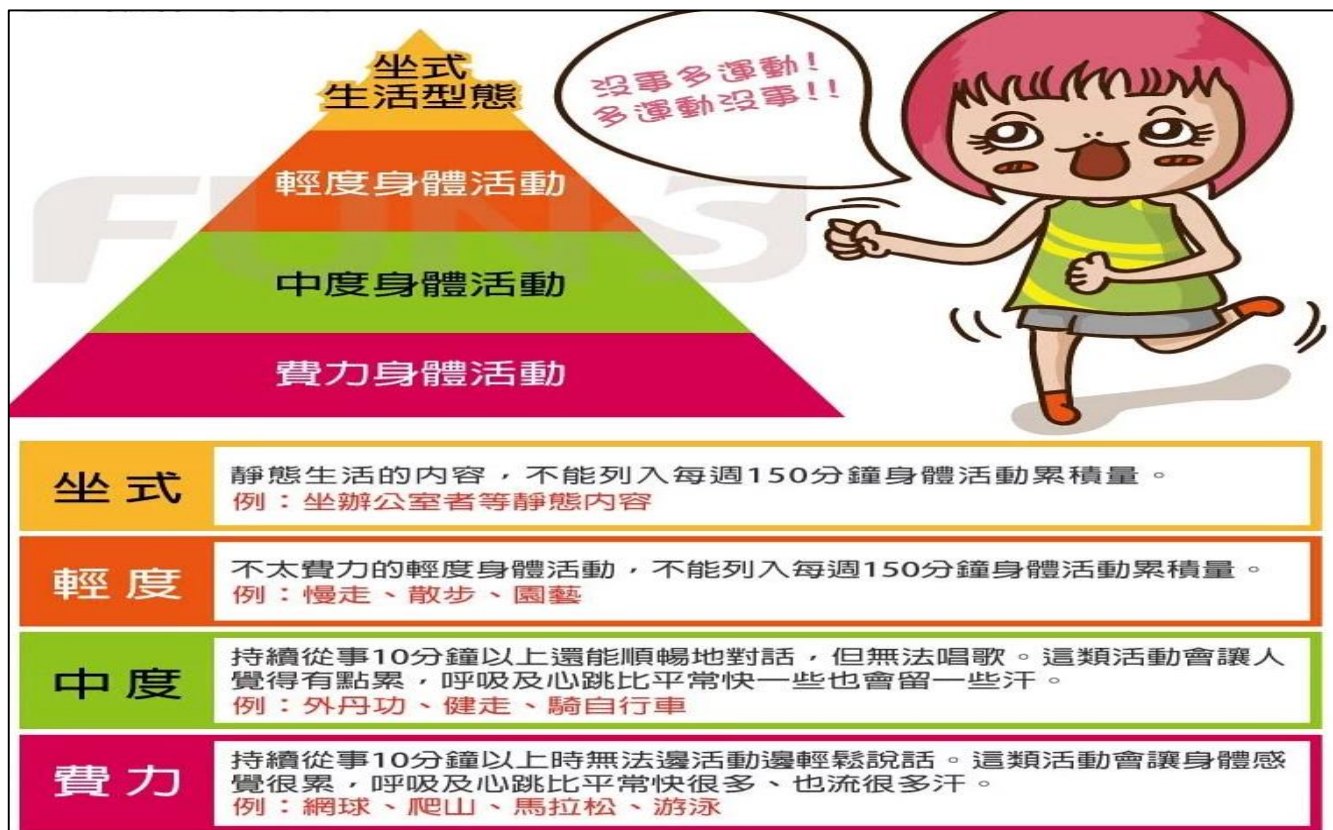 坐式
生活型態
輕度身體活動
中度身體活動
費力身體活動
沒事多運動!
多運動沒事!!
FUNS
坐式
靜態生活的內容，不能列入每週150分鐘身體活動累積量。
例：坐辦公室者等靜態內容
輕度
不太費力的輕度身體活動，不能列入每週150分鐘身體活動累積量。
例：慢走、散步、園藝
中度
持續從事10分鐘以上還能順暢地對話，但無法唱歌。這類活動會讓人
覺得有點累，呼吸及心跳比平常快一些也會留一些汗。
例：外丹功、健走、騎自行車
費力
持續從事10分鐘以上時無法邊活動邊輕鬆說話。這類活動會讓身體感
覺很累，呼吸及心跳比平常快很多、也流很多汗。
例：網球、爬山、馬拉松、游泳